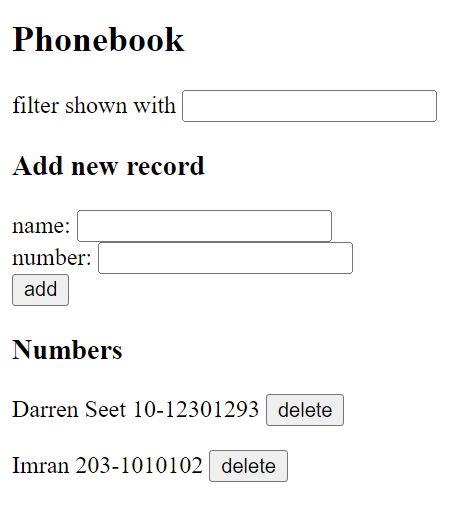 Phonebook
filter shown with
Add new record
name:
number:
add
Numbers
Darren Seet 10-12301293 delete
Imran 203-1010102 delete